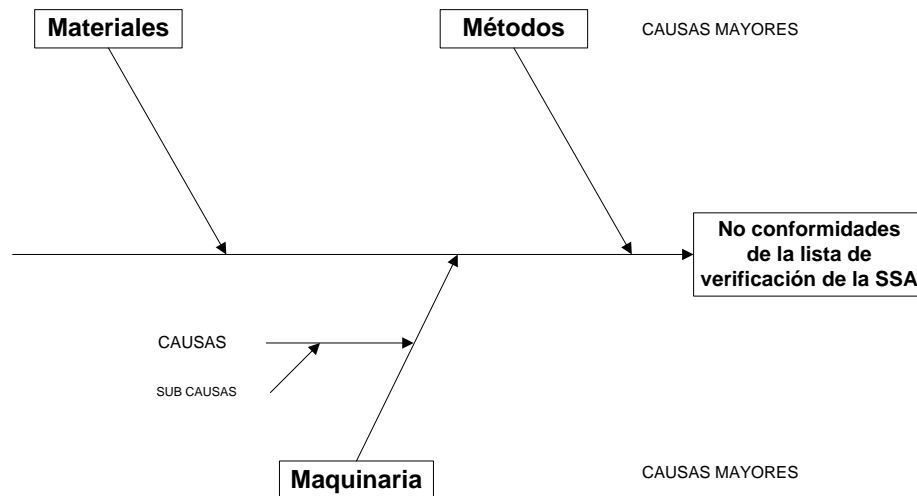 Materiales
Métodos
CAUSAS MAYORES
No conformidades
de la lista de
verificación de la SSA
CAUSAS
SUB CAUSAS
Maquinaria
CAUSAS MAYORES